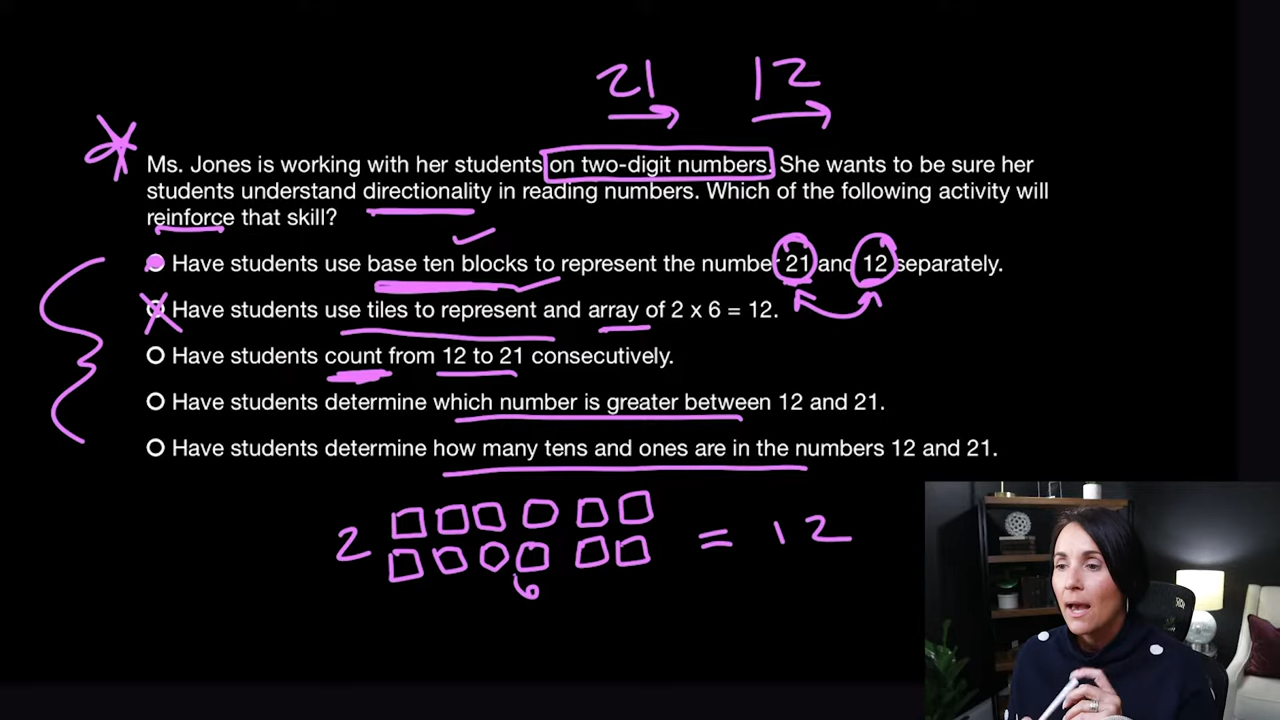 21 12
Ms. Jones is working with her students on two-digit numbers. She wants to be sure her
students understand directionality in reading numbers. Which of the following activity will
reinforce that skill?
Have students use base ten blocks to represent the number 21 and 12 separately.
Have students use tiles to represent and array of 2 x 6 = 12.
Have students count from 12 to 21 consecutively.
Have students determine which number is greater between 12 and 21.
Have students determine how many tens and ones are in the numbers 12 and 21.
2 = 12
6